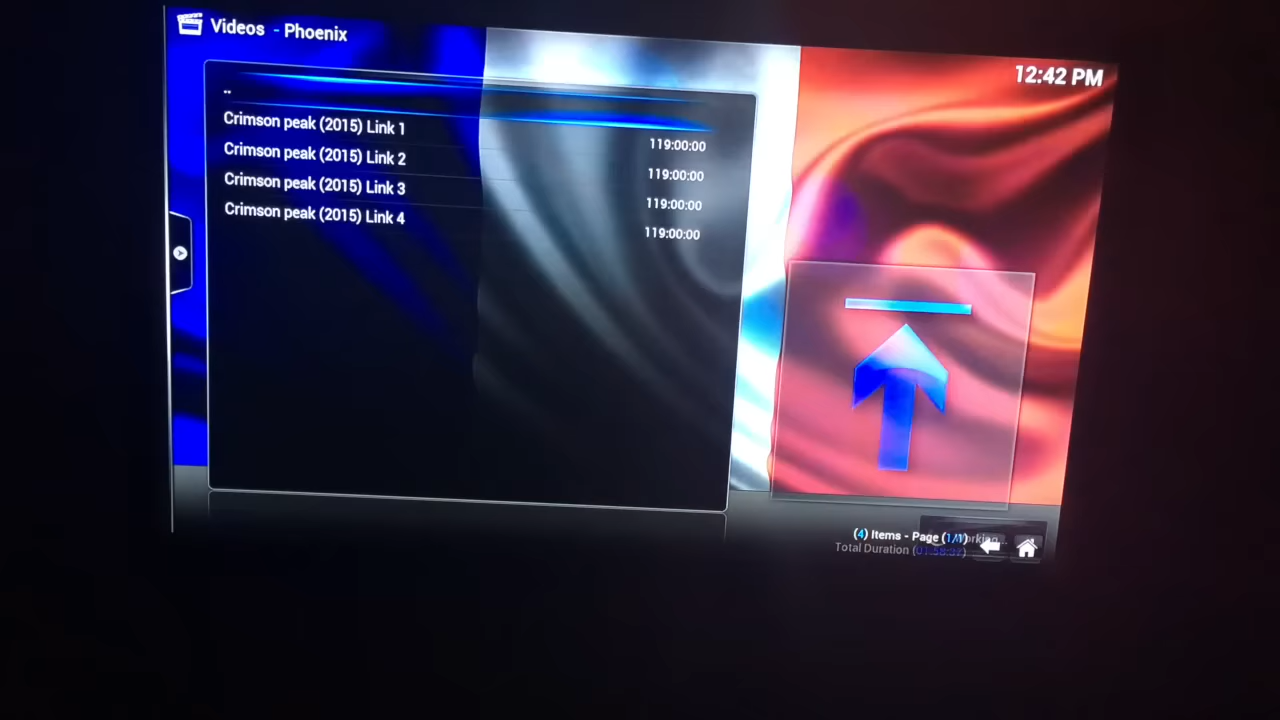 Videos - Phoenix
12:42 PM
..
Crimson peak (2015) Link 1 119:00:00
Crimson peak (2015) Link 2 119:00:00
Crimson peak (2015) Link 3 119:00:00
Crimson peak (2015) Link 4 119:00:00
(4) Items - Page (1/1)
Total Duration